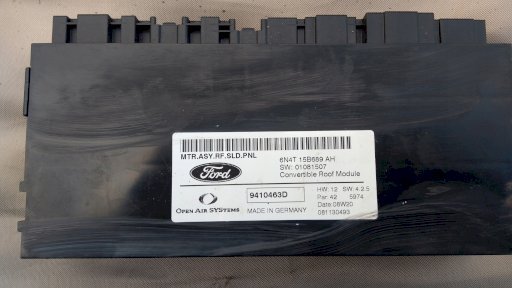 MTR.ASY.RF.SLD.PNL
6N4T 15B689 AH
SW: 01081507
Convertible Roof Module
Ford
9410463D
HW: 12 SW: 4.2.5
Par: 42 5974
Date: 08W20
081130493
OPEN AIR SYSTEMS
MADE IN GERMANY